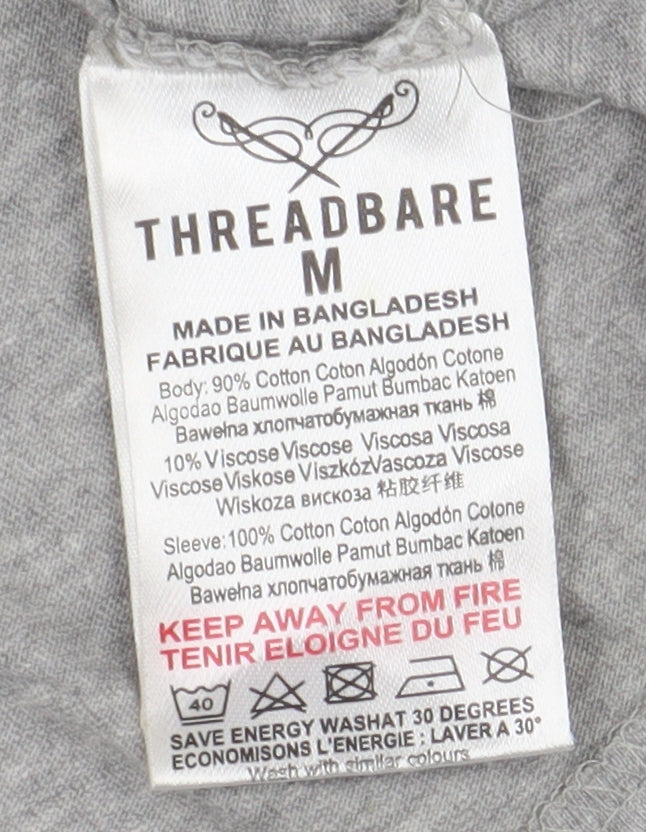 THREADBARE
M
MADE IN BANGLADESH
FABRIQUE AU BANGLADESH
Body: 90% Cotton Coton Algodón Cotone
Algodao Baumwolle Pamut Bumbac Katoen
Bawełna хлопчатобумажная ткань 棉
10% Viscose Viscose Viscosa Viscosa
Viscose Viskose ViszkózVascoza Viscose
Wiskoza вискоза 粘胶纤维
Sleeve:100% Cotton Coton Algodón Cotone
Algodao Baumwolle Pamut Bumbac Katoen
Bawełna хлопчатобумажная ткань 棉
KEEP AWAY FROM FIRE
TENIR ELOIGNE DU FEU
40
SAVE ENERGY WASHAT 30 DEGREES
ECONOMISONS L'ENERGIE : LAVER A 30°
Wash with similar colours